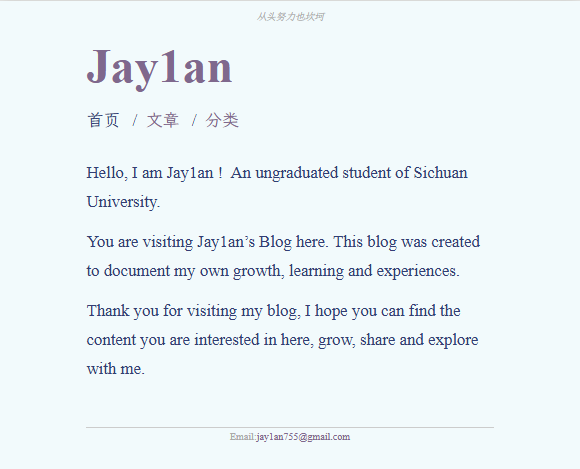 从头努力也坎坷
Jay1an
首页 / 文章 / 分类
Hello, I am Jay1an！ An ungraduated student of Sichuan
University.
You are visiting Jay1an’s Blog here. This blog was created
to document my own growth, learning and experiences.
Thank you for visiting my blog, I hope you can find the
content you are interested in here, grow, share and explore
with me.
Email:jay1an755@gmail.com